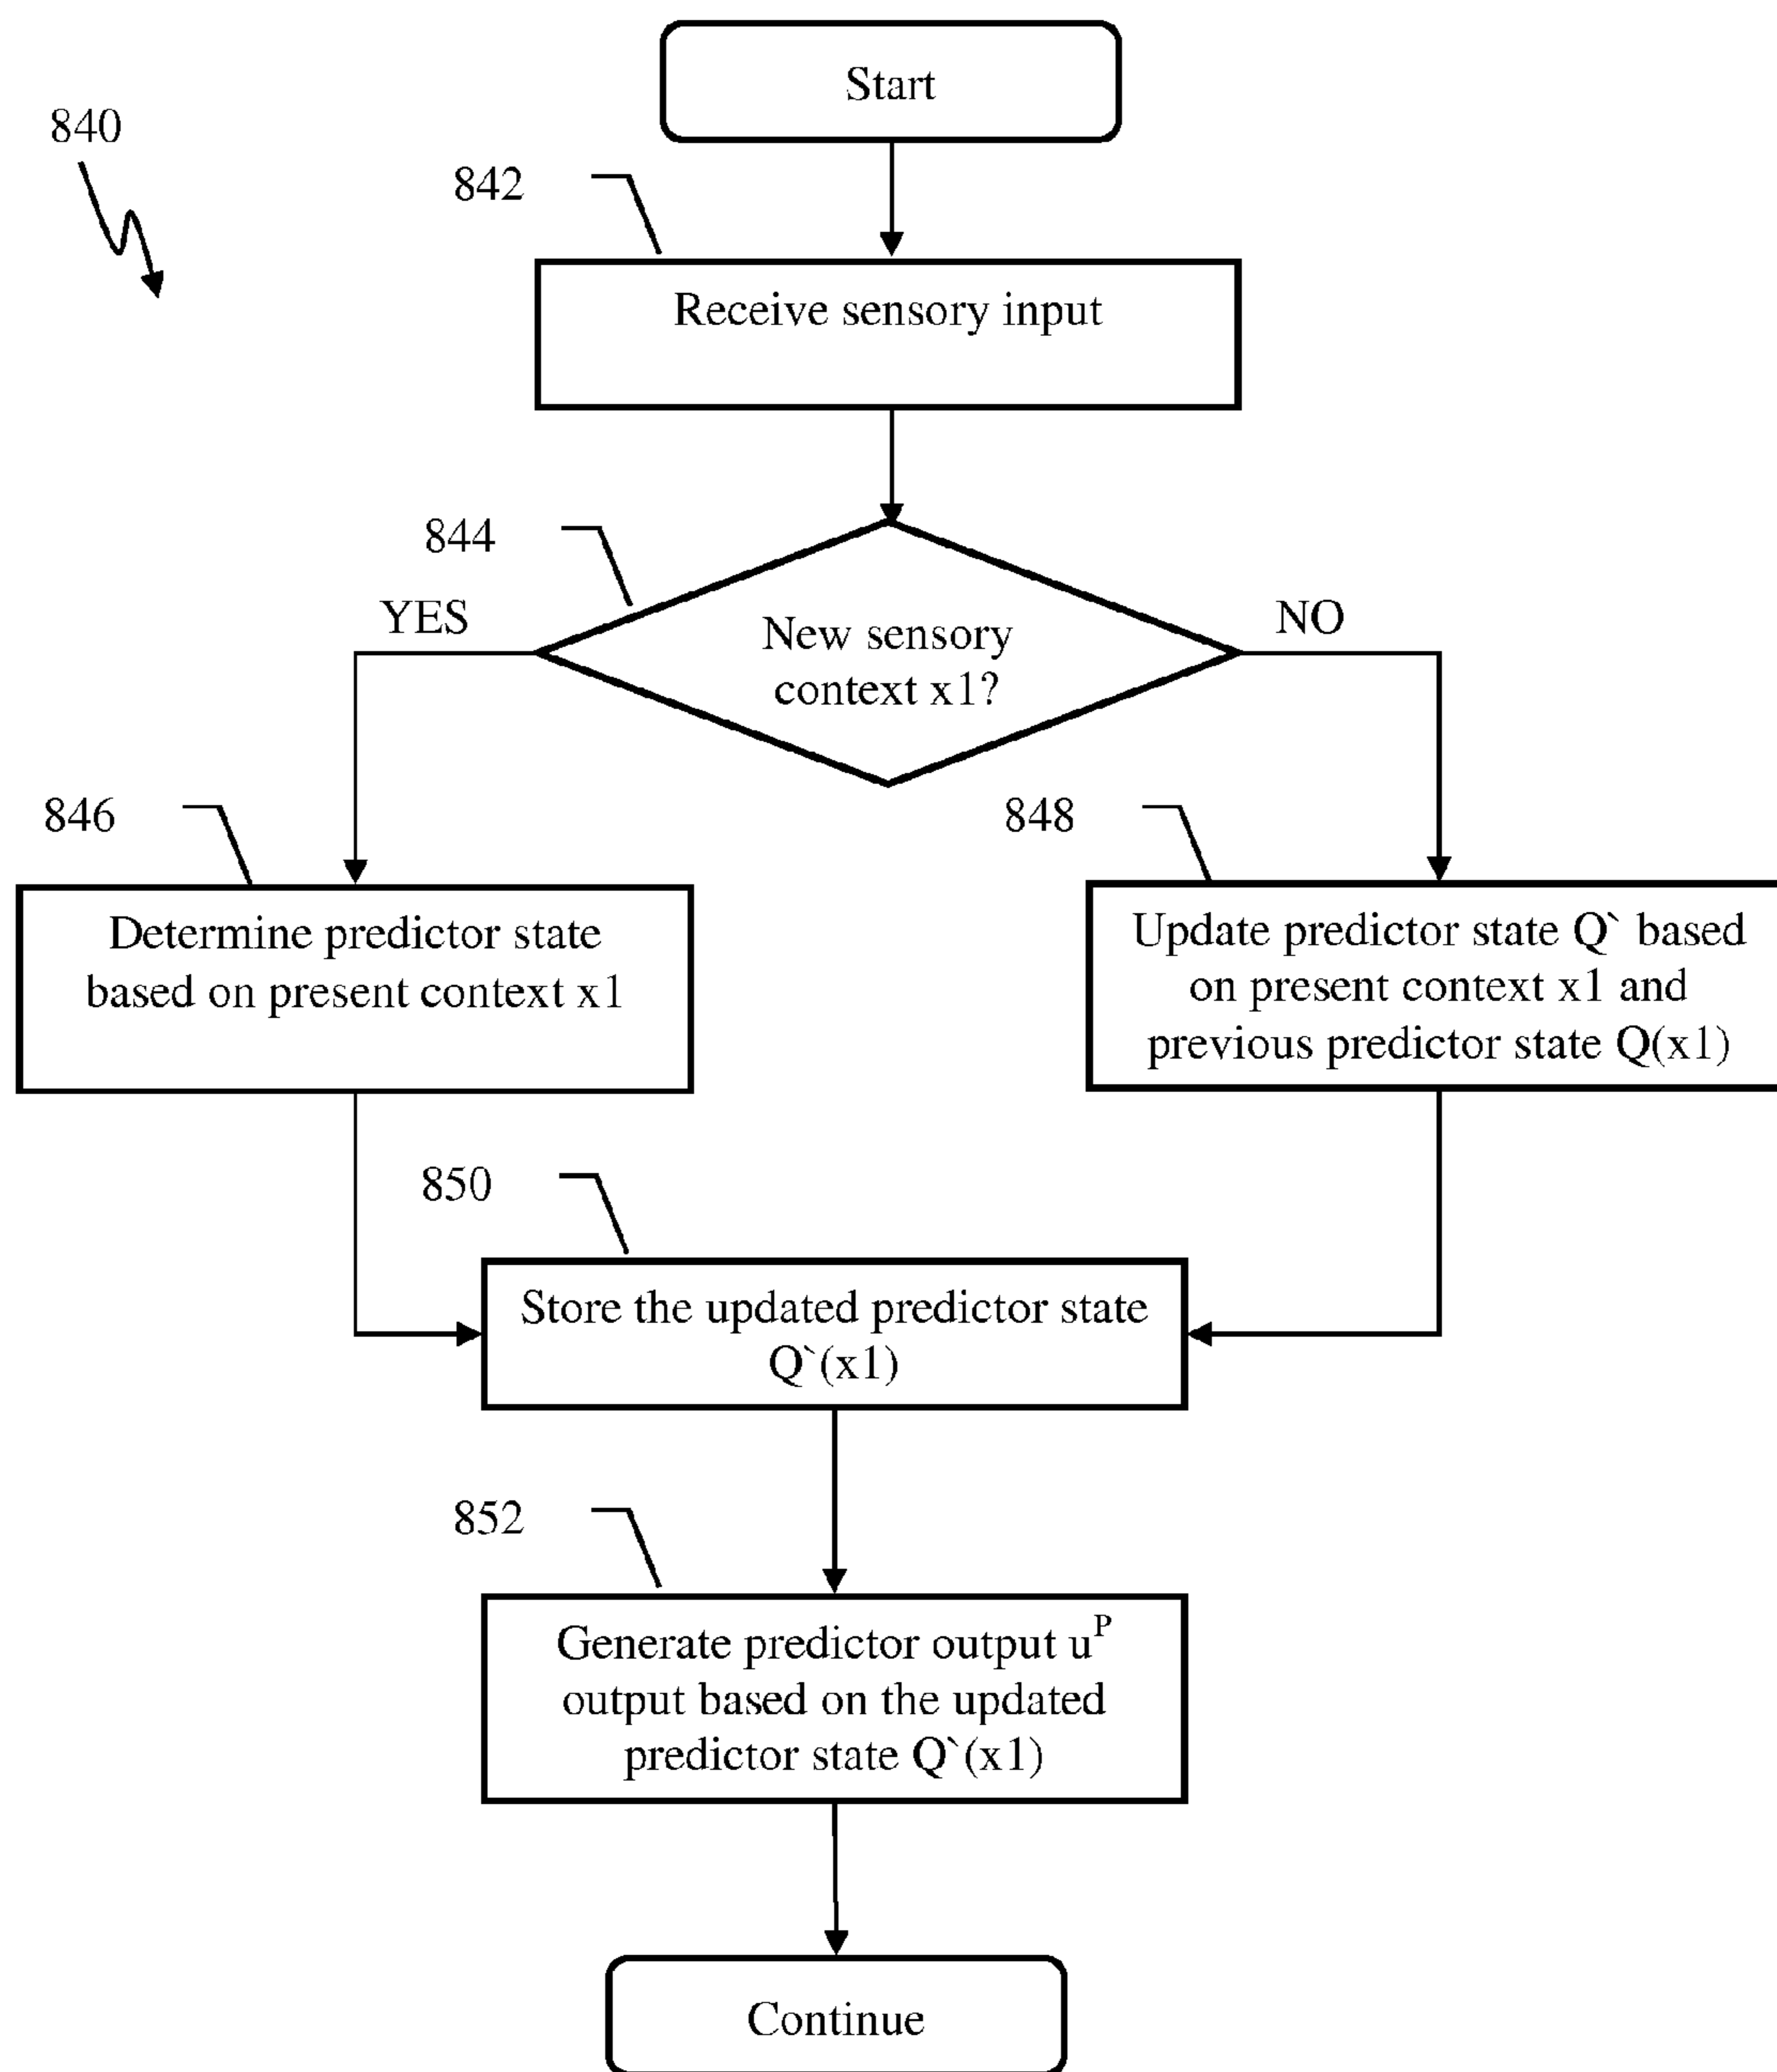 Start
840
842
Receive sensory input
844
YES
NO
New sensory
context x1?
846
848
Determine predictor state
based on present context x1
Update predictor state Q` based
on present context x1 and
previous predictor state Q(x1)
850
Store the updated predictor state
Q`(x1)
852
Generate predictor output u^P
output based on the updated
predictor state Q`(x1)
Continue